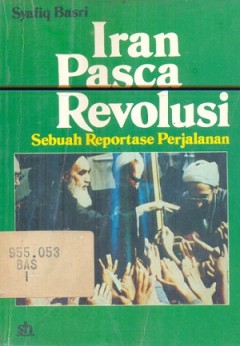 Syafiq Basri
Iran
Pasca
Revolusi
Sebuah Reportase Perjalanan
955.053
BAS
I
sh